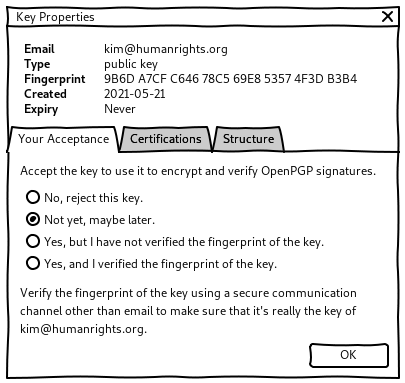 Key Properties
Email kim@humanrights.org
Type public key
Fingerprint 9B6D A7CF C646 78C5 69E8 5357 4F3D B3B4
Created 2021-05-21
Expiry Never
Your Acceptance Certifications Structure
Accept the key to use it to encrypt and verify OpenPGP signatures.
No, reject this key.
Not yet, maybe later.
Yes, but I have not verified the fingerprint of the key.
Yes, and I verified the fingerprint of the key.
Verify the fingerprint of the key using a secure communication
channel other than email to make sure that it's really the key of
kim@humanrights.org.
OK